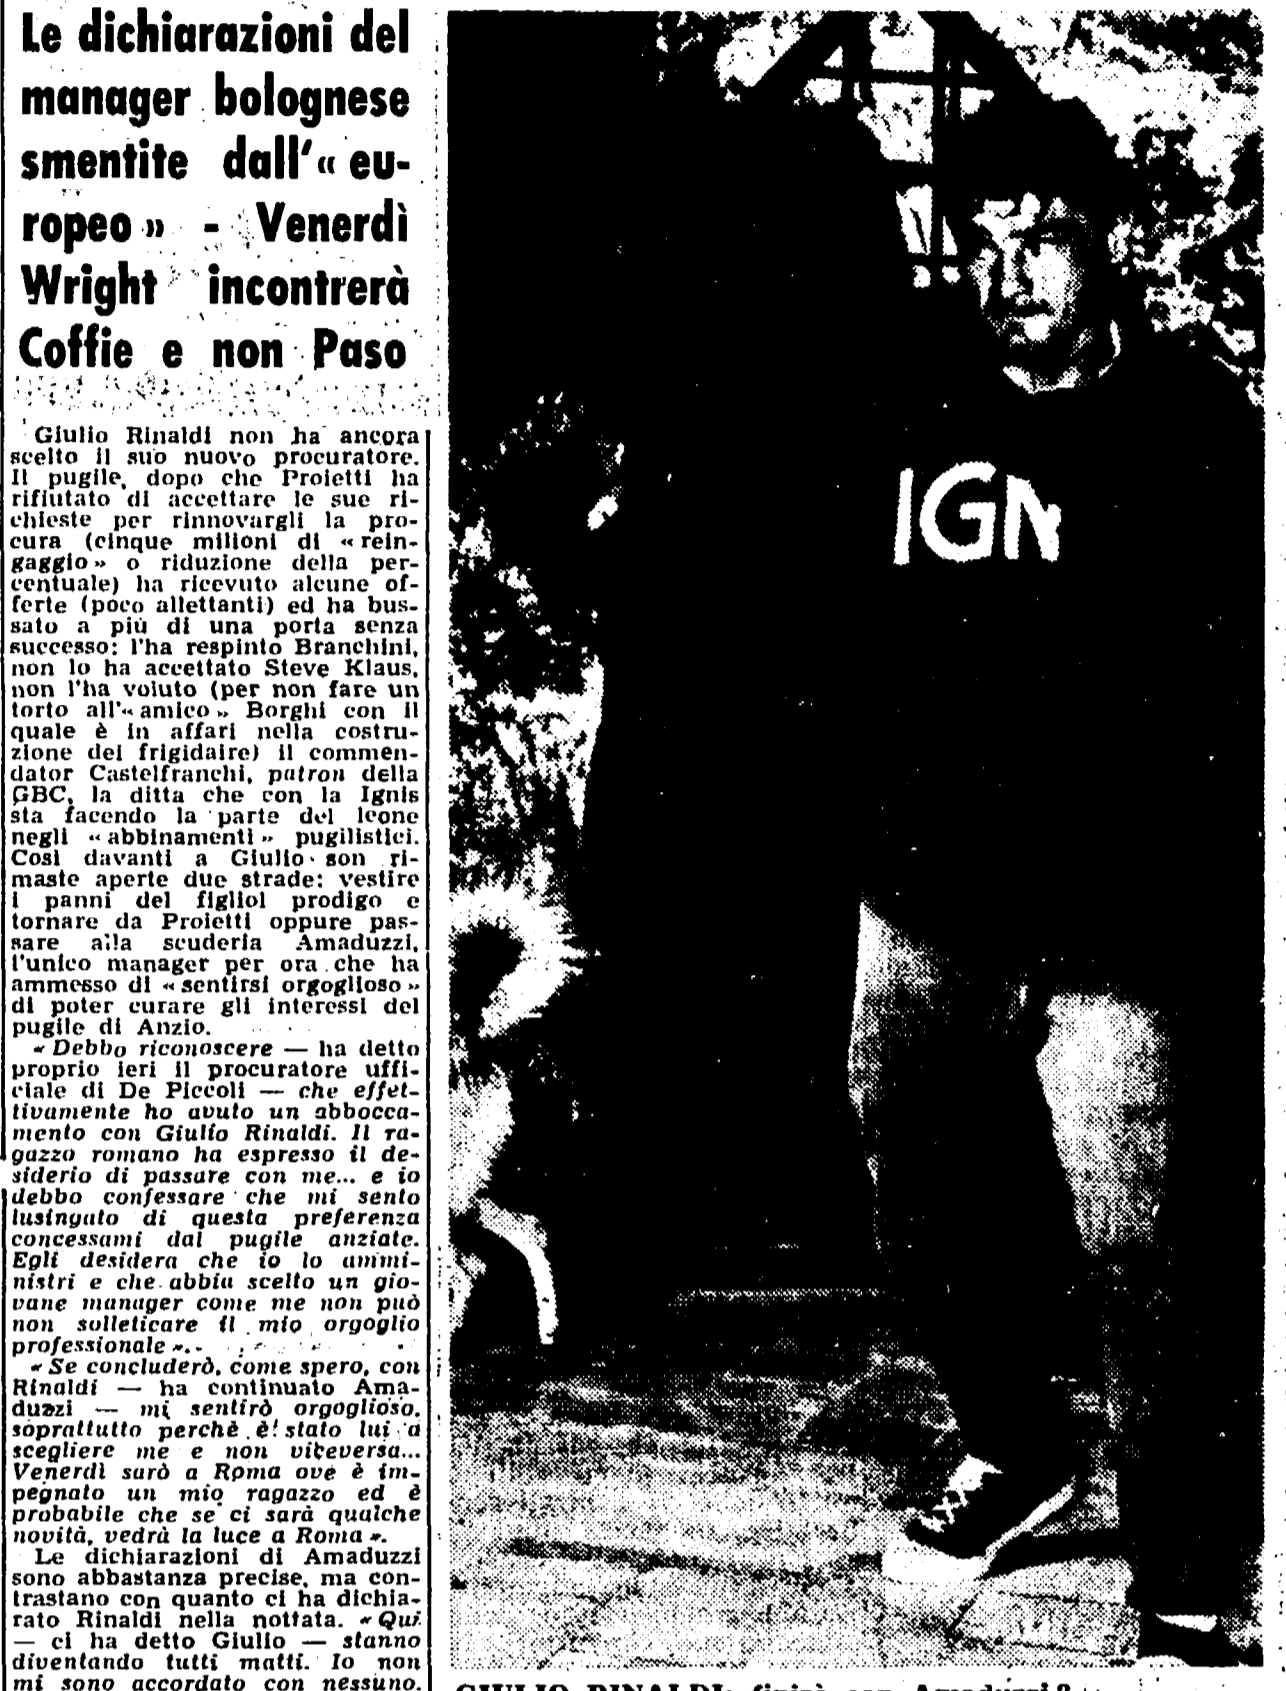 Le dichiarazioni del
manager bolognese
smentite dall'« eu-
ropeo » - Venerdì
Wright incontrerà
Coffie e non Paso
Giulio Rinaldi non ha ancora
scelto il suo nuovo procuratore.
Il pugile, dopo che Proietti ha
rifiutato di accettare le sue ri-
chieste per rinnovargli la pro-
cura (cinque milioni di « rein-
gaggio » o riduzione della per-
centuale) ha ricevuto alcune of-
ferte (poco allettanti) ed ha bus-
sato a più di una porta senza
successo: l'ha respinto Branchini,
non lo ha accettato Steve Klaus,
non l'ha voluto (per non fare un
torto all'« amico » Borghi con il
quale è in affari nella costru-
zione dei frigidaire) il commen-
dator Castelfranchi, patron della
GBC, la ditta che con la Ignis
sta facendo la parte del leone
negli « abbinamenti » pugilistici.
Così davanti a Giulio son ri-
maste aperte due strade: vestire
i panni del figliol prodigo e
tornare da Proietti oppure pas-
sare alla scuderia Amaduzzi,
l'unico manager per ora che ha
ammesso di « sentirsi orgoglioso »
di poter curare gli interessi del
pugile di Anzio.
« Debbo riconoscere — ha detto
proprio ieri il procuratore uffi-
ciale di De Piccoli — che effet-
tivamente ho avuto un abbocca-
mento con Giulio Rinaldi. Il ra-
gazzo romano ha espresso il de-
siderio di passare con me... e io
debbo confessare che mi sento
lusingato di questa preferenza
concessami dal pugile anziate.
Egli desidera che io lo ammi-
nistri e che abbia scelto un gio-
vane manager come me non può
non solleticare il mio orgoglio
professionale ».
« Se concluderò, come spero, con
Rinaldi — ha continuato Ama-
duzzi — mi sentirò orgoglioso,
soprattutto perchè è stato lui a
scegliere me e non viceversa...
Venerdì sarò a Roma ove è im-
pegnato un mio ragazzo ed è
probabile che se ci sarà qualche
novità, vedrà la luce a Roma ».
Le dichiarazioni di Amaduzzi
sono abbastanza precise, ma con-
trastano con quanto ci ha dichia-
rato Rinaldi nella nottata. « Qui
— ci ha detto Giulio — stanno
diventando tutti matti. Io non
mi sono accordato con nessuno.
IGN
GIULIO RINALDI: finirà con Amaduzzi?